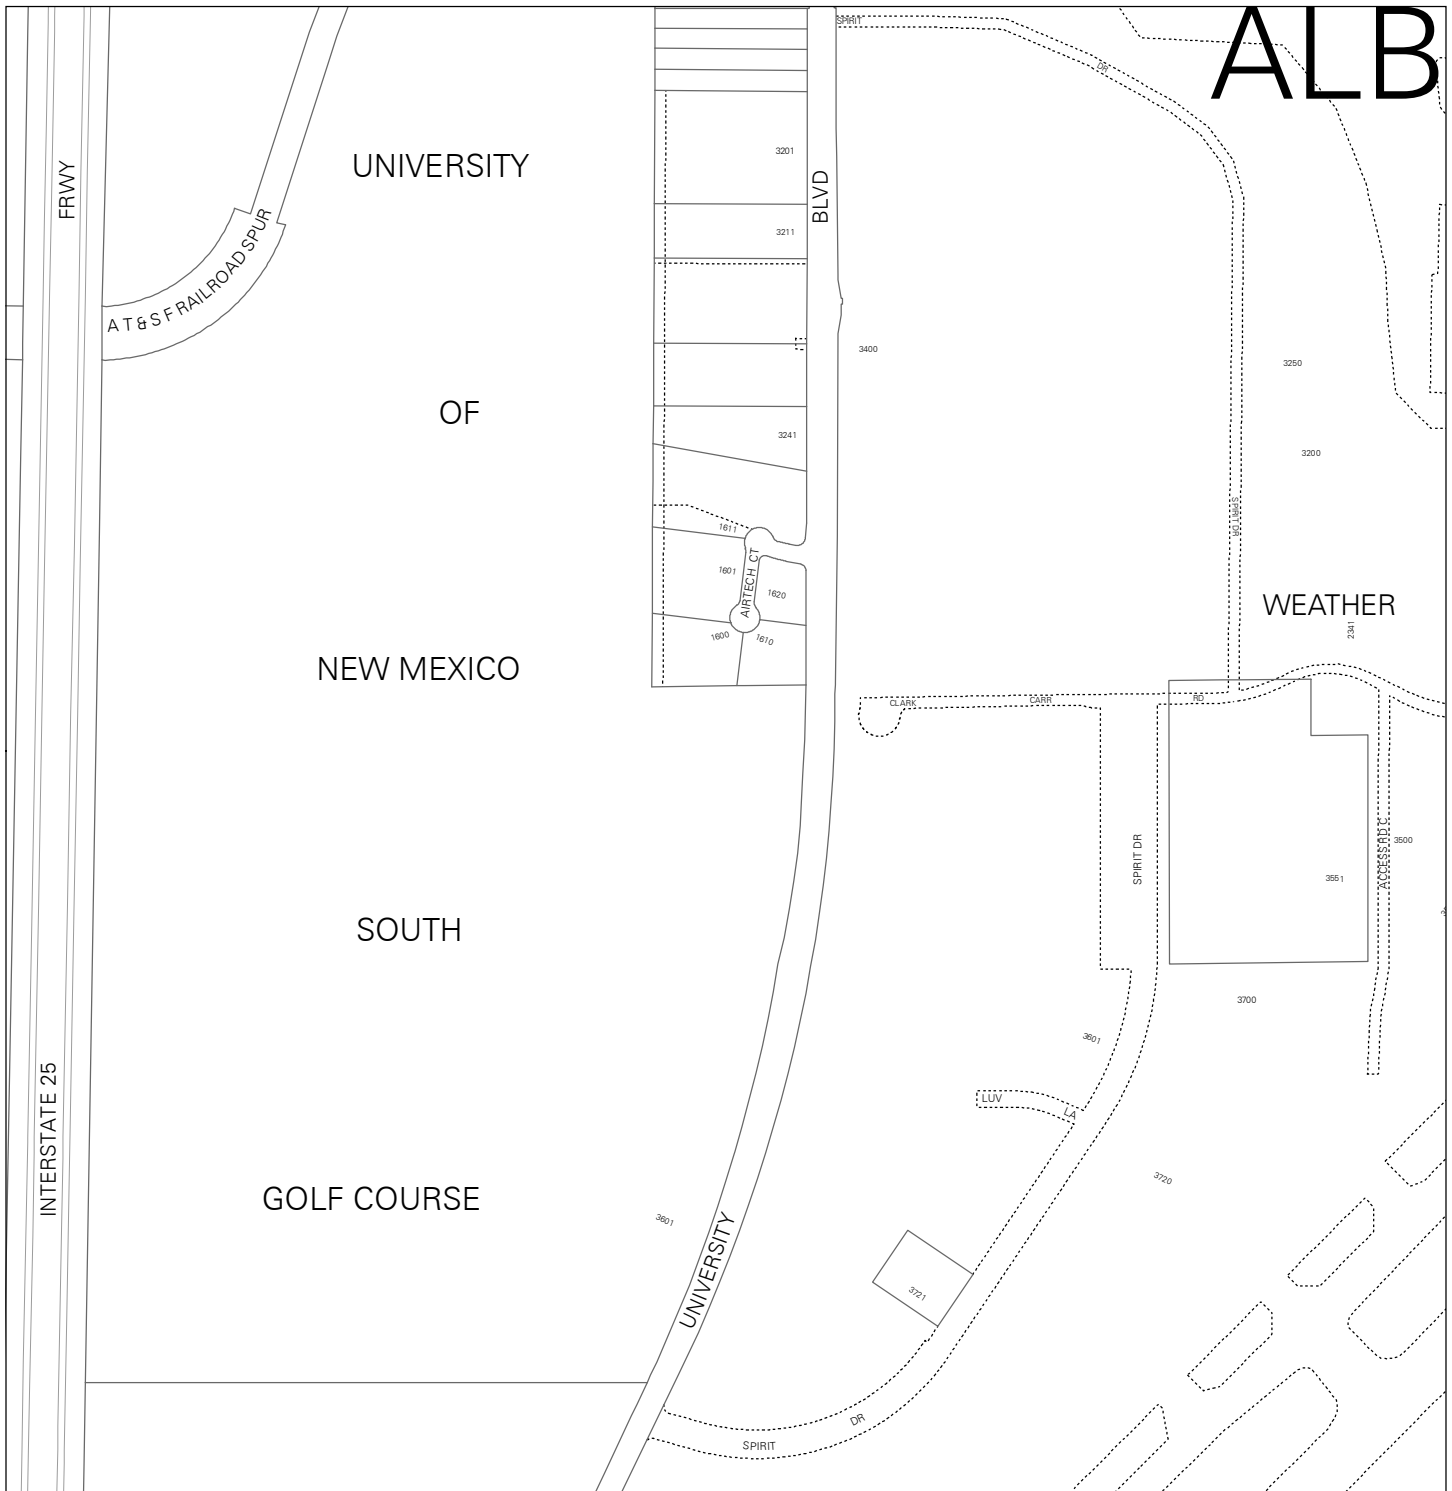 ALB
SPIRIT
DR
FRWY
UNIVERSITY
BLVD
3201
3211
A T & S F RAILROAD SPUR
3400
3250
OF
3241
3200
SPIRIT DR
1611
AIRTECH CT
1601
1620
WEATHER
2341
1600
1610
NEW MEXICO
CLARK CARR RD
SPIRIT DR
ACCESS RD C
3500
3551
SOUTH
3700
3601
INTERSTATE 25
LUV LA
3720
GOLF COURSE
3601
UNIVERSITY
3721
SPIRIT DR